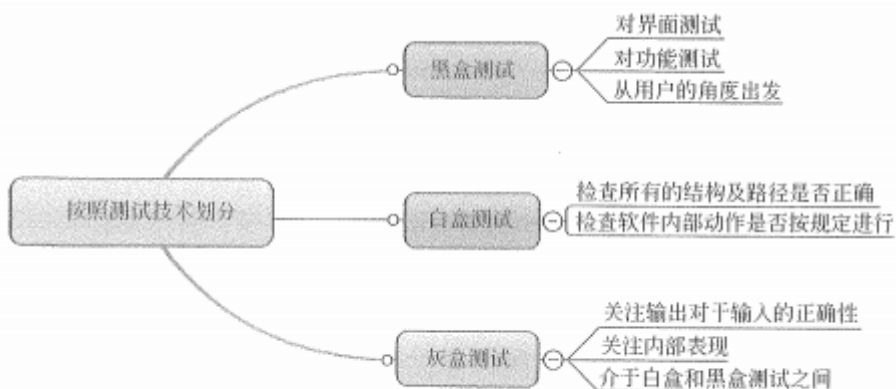 按照测试技术划分
黑盒测试
对界面测试
对功能测试
从用户的角度出发
白盒测试
检查所有的结构及路径是否正确
检查软件内部动作是否按规定进行
灰盒测试
关注输出对于输入的正确性
关注内部表现
介于白盒和黑盒测试之间